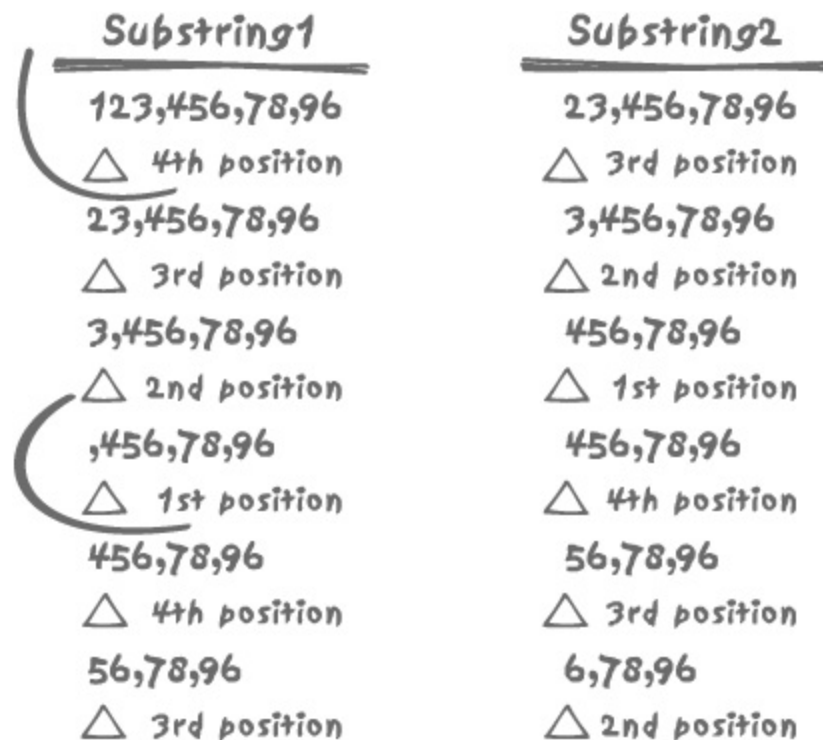 Substring1
123,456,78,96
△ 4th position
23,456,78,96
△ 3rd position
3,456,78,96
△ 2nd position
,456,78,96
△ 1st position
456,78,96
△ 4th position
56,78,96
△ 3rd position
Substring2
23,456,78,96
△ 3rd position
3,456,78,96
△ 2nd position
456,78,96
△ 1st position
456,78,96
△ 4th position
56,78,96
△ 3rd position
6,78,96
△ 2nd position